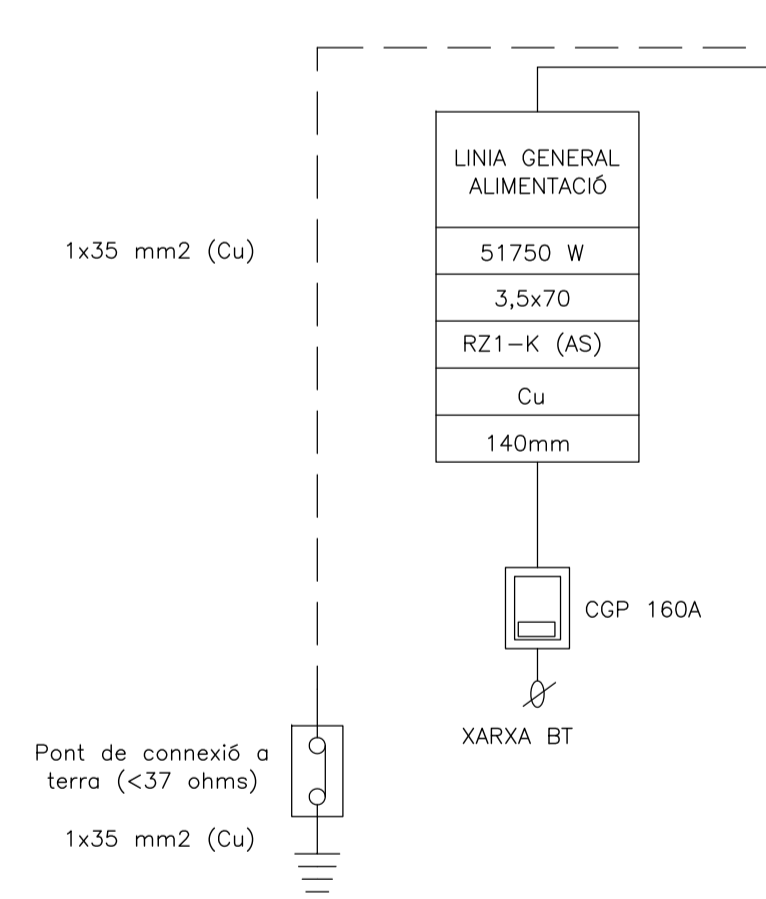 LINIA GENERAL
ALIMENTACIÓ
51750 W
3,5x70
RZ1-K (AS)
Cu
140mm
1x35 mm2 (Cu)
CGP 160A
XARXA BT
Pont de connexió a
terra (<37 ohms)
1x35 mm2 (Cu)